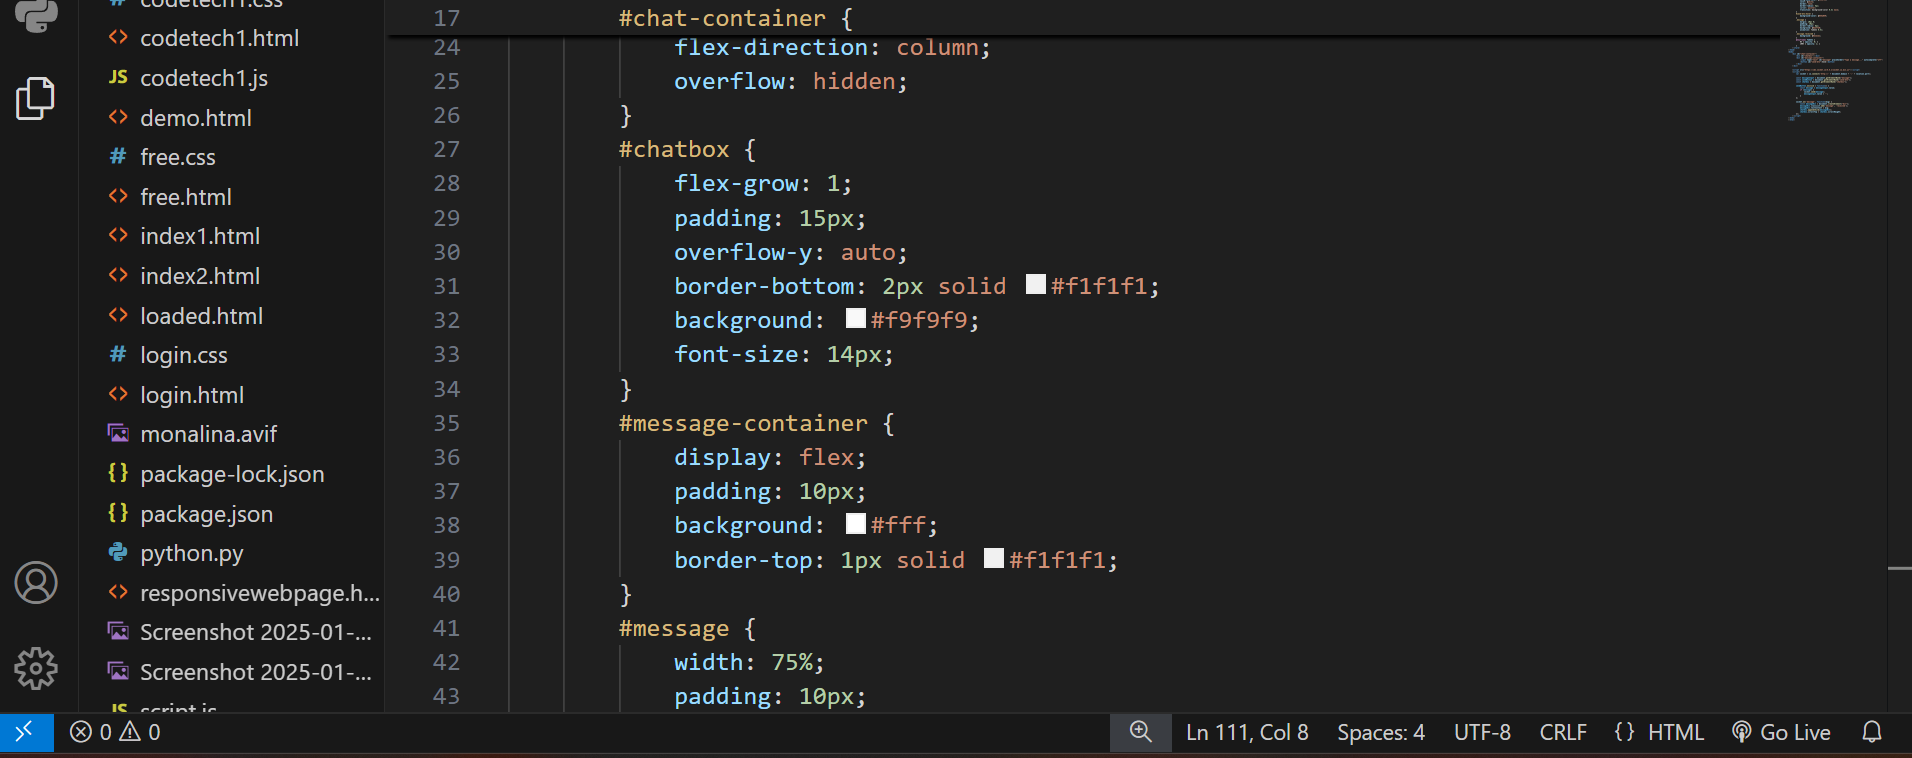 codetech1.css
codetech1.html
JS codetech1.js
demo.html
# free.css
free.html
index1.html
index2.html
loaded.html
# login.css
login.html
monalina.avif
{} package-lock.json
{} package.json
python.py
responsivewebpage.h...
Screenshot 2025-01-...
Screenshot 2025-01-...
JS script.js
17 #chat-container {
24 flex-direction: column;
25 overflow: hidden;
26 }
27 #chatbox {
28 flex-grow: 1;
29 padding: 15px;
30 overflow-y: auto;
31 border-bottom: 2px solid #f1f1f1;
32 background: #f9f9f9;
33 font-size: 14px;
34 }
35 #message-container {
36 display: flex;
37 padding: 10px;
38 background: #fff;
39 border-top: 1px solid #f1f1f1;
40 }
41 #message {
42 width: 75%;
43 padding: 10px;
0 0 Ln 111, Col 8 Spaces: 4 UTF-8 CRLF {} HTML Go Live